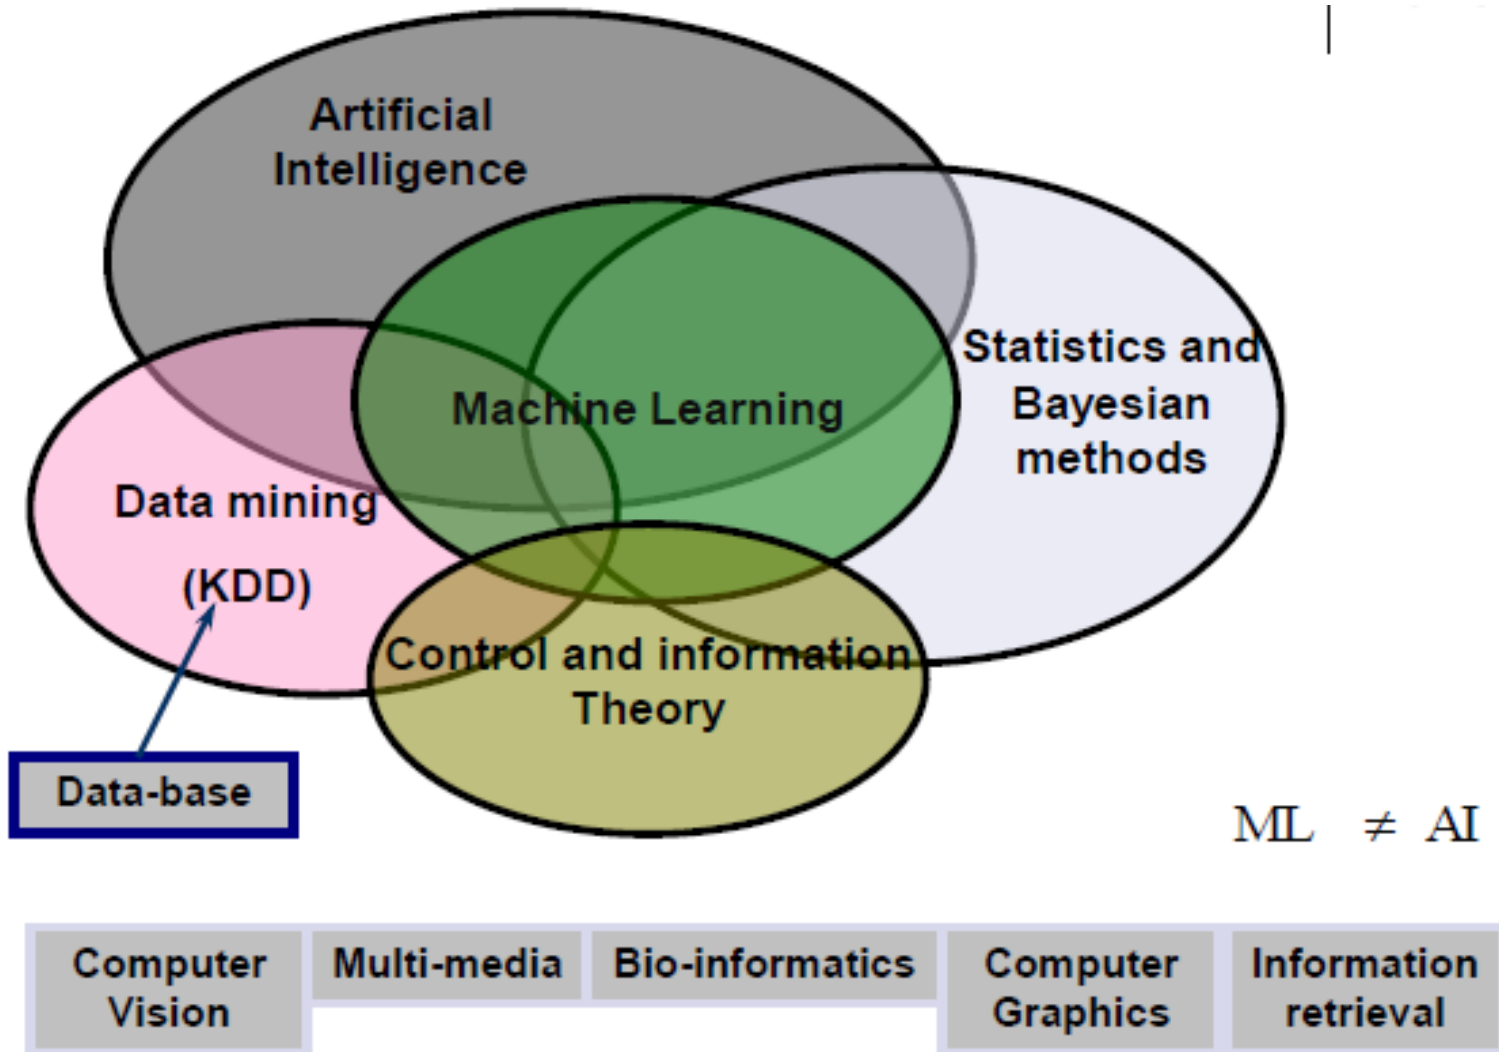 Artificial
Intelligence
Statistics and
Bayesian
methods
Machine Learning
Data mining
(KDD)
Control and information
Theory
Data-base
ML ≠ AI
Computer
Vision
Multi-media
Bio-informatics
Computer
Graphics
Information
retrieval